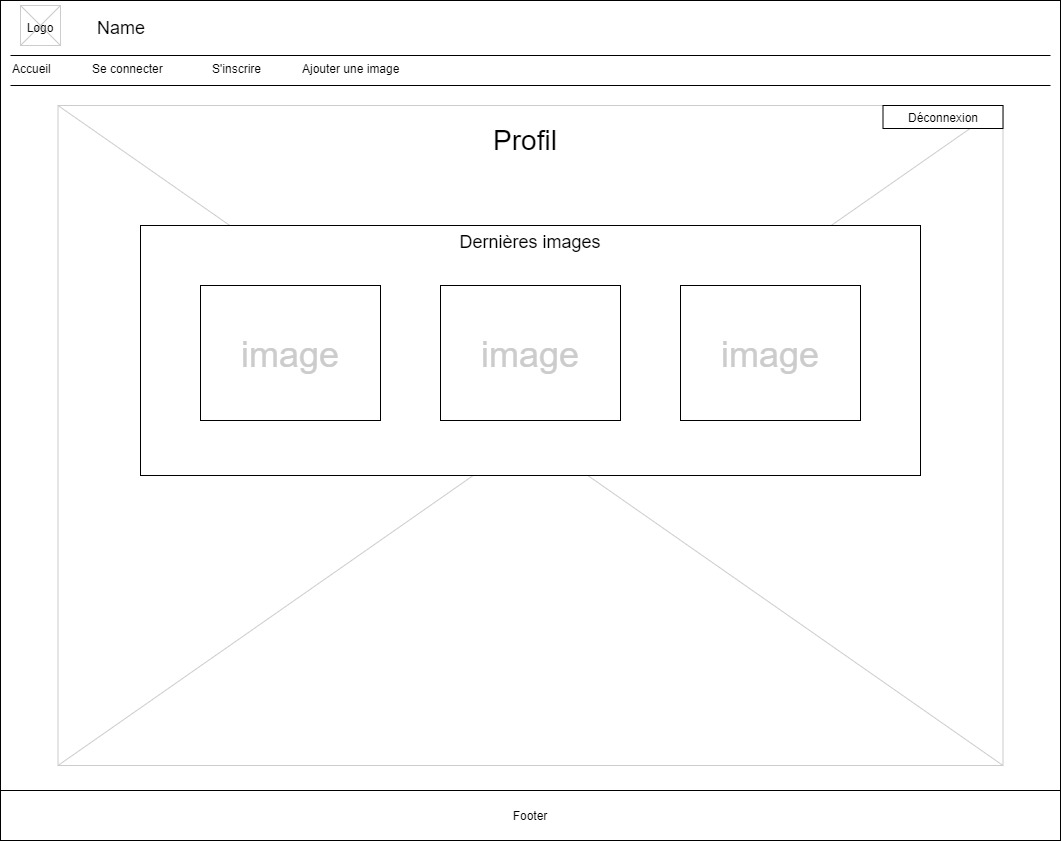 Logo
Name
Accueil
Se connecter
S'inscrire
Ajouter une image
Déconnexion
Profil
Dernières images
image
image
image
Footer